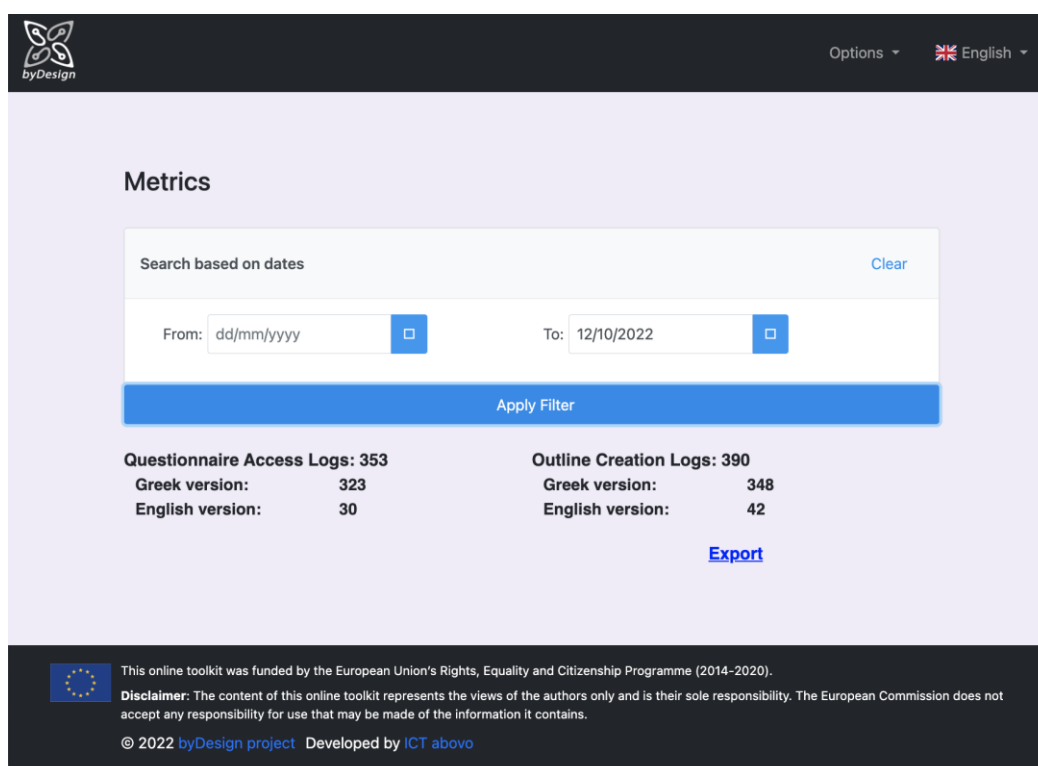 byDesign
Options
English
Metrics
Search based on dates
Clear
From: dd/mm/yyyy
To: 12/10/2022
Apply Filter
Questionnaire Access Logs: 353
Greek version: 323
English version: 30
Outline Creation Logs: 390
Greek version: 348
English version: 42
Export
This online toolkit was funded by the European Union's Rights, Equality and Citizenship Programme (2014-2020).
Disclaimer: The content of this online toolkit represents the views of the authors only and is their sole responsibility. The European Commission does not
accept any responsibility for use that may be made of the information it contains.
© 2022 byDesign project Developed by ICT abovo